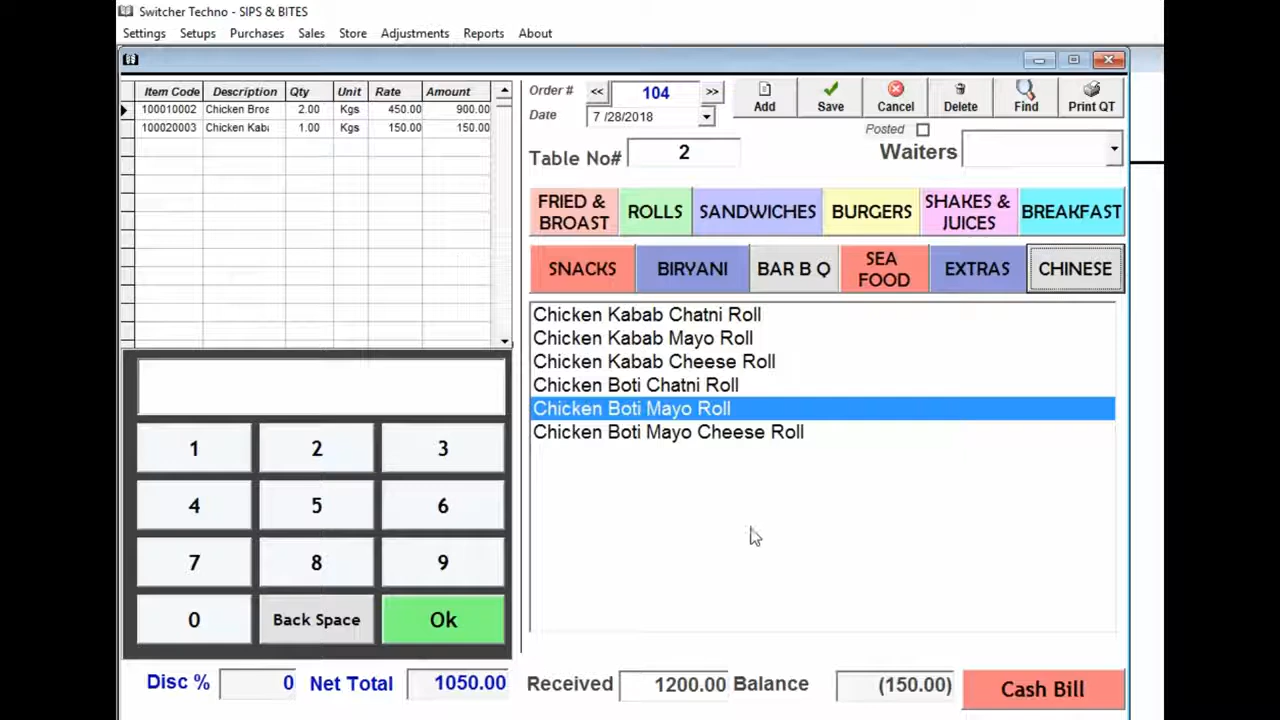 Switcher Techno - SIPS & BITES
Settings Setups Purchases Sales Store Adjustments Reports About
Item Code Description Qty Unit Rate Amount
100010002 Chicken Broa 2.00 Kgs 450.00 900.00
100020003 Chicken Kaba 1.00 Kgs 150.00 150.00
Order # << 104 >>
Date 7 /28/2018
Table No# 2
Add Save Cancel Delete Find Print QT
Posted
Waiters
FRIED & BROAST ROLLS SANDWICHES BURGERS SHAKES & JUICES BREAKFAST
SNACKS BIRYANI BAR B Q SEA FOOD EXTRAS CHINESE
Chicken Kabab Chatni Roll
Chicken Kabab Mayo Roll
Chicken Kabab Cheese Roll
Chicken Boti Chatni Roll
Chicken Boti Mayo Roll
Chicken Boti Mayo Cheese Roll
1 2 3
4 5 6
7 8 9
0 Back Space Ok
Disc % 0 Net Total 1050.00 Received 1200.00 Balance (150.00) Cash Bill